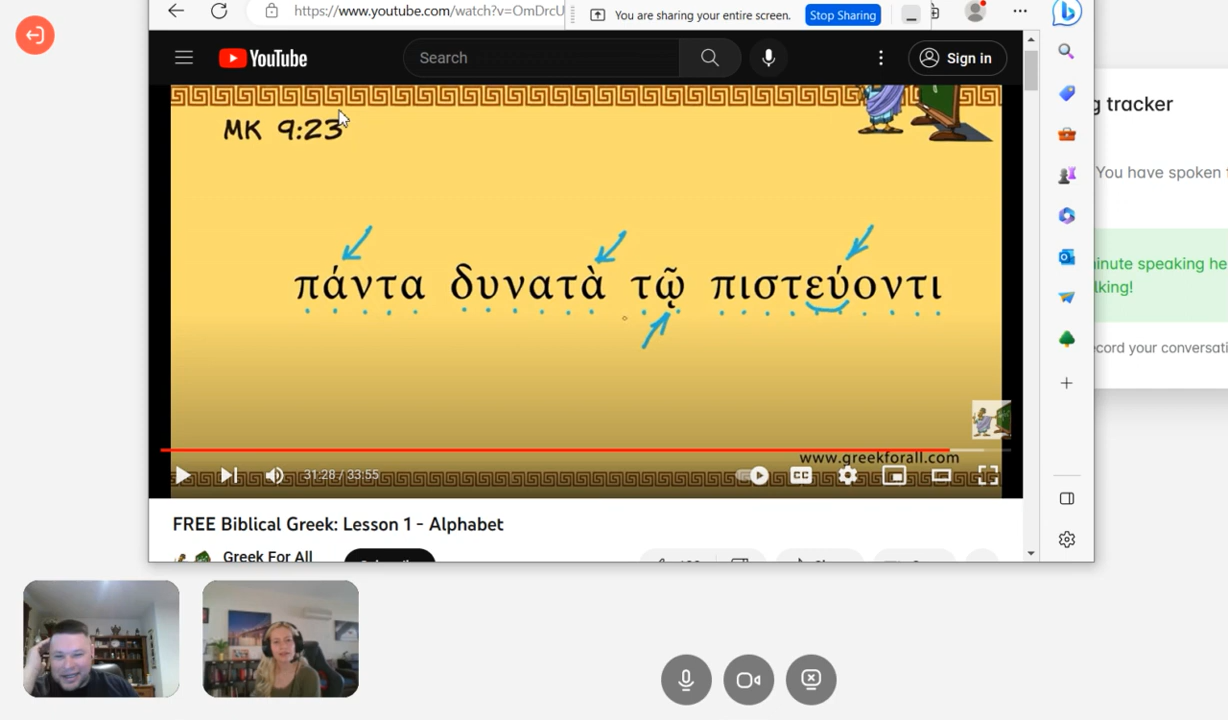 https://www.youtube.com/watch?v=OmDrcU
You are sharing your entire screen.
Stop Sharing
YouTube
Search
Sign in
MK 9:23
πάντα δυνατὰ τῷ πιστεύοντι
www.greekforall.com
31:28 / 33:55
CC
FREE Biblical Greek: Lesson 1 - Alphabet
Greek For All
g tracker
You have spoken
inute speaking he
lking!
cord your conversati